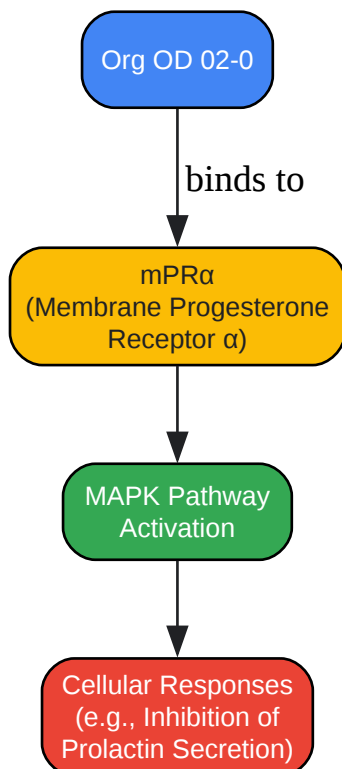 Org OD 02-0
binds to
mPRα
(Membrane Progesterone
Receptor α)
MAPK Pathway
Activation
Cellular Responses
(e.g., Inhibition of
Prolactin Secretion)